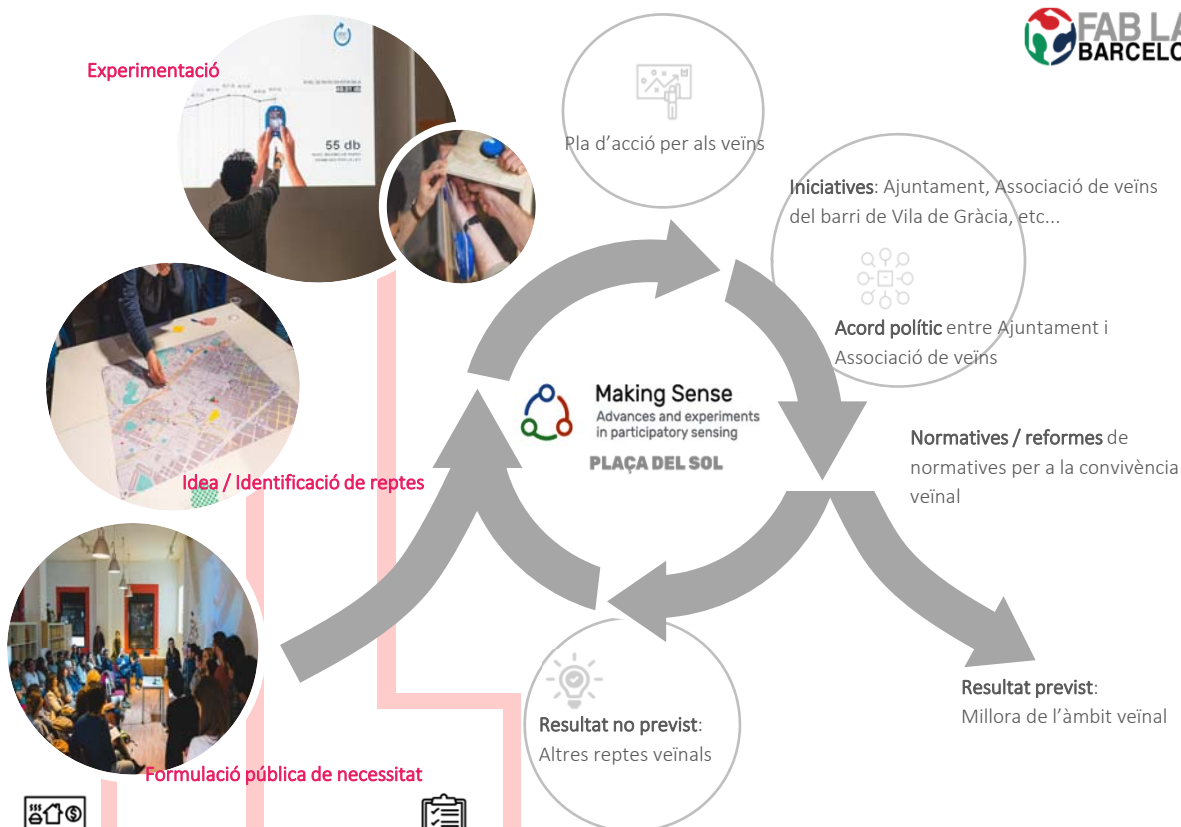 FAB LA
BARCELO
Experimentació
55 db
Pla d'acció per als veïns
Iniciatives: Ajuntament, Associació de veïns
del barri de Vila de Gràcia, etc...
Acord polític entre Ajuntament i
Associació de veïns
Making Sense
Advances and experiments
in participatory sensing
PLAÇA DEL SOL
Normatives / reformes de
normatives per a la convivència
veïnal
Idea / Identificació de reptes
Resultat previst:
Millora de l'àmbit veïnal
Resultat no previst:
Altres reptes veïnals
Formulació pública de necessitat